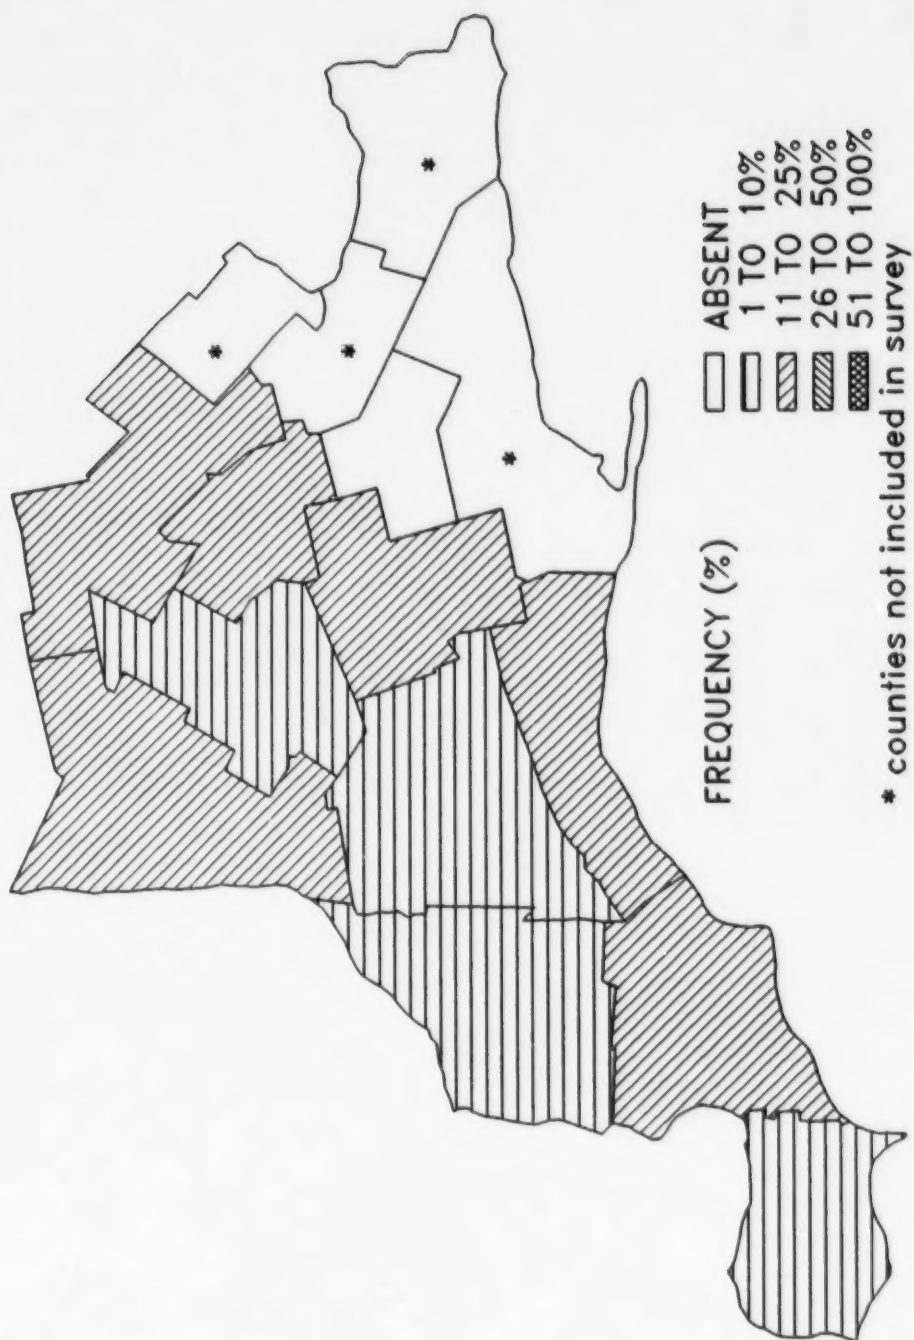 FREQUENCY (%)
ABSENT
1 TO 10%
11 TO 25%
26 TO 50%
51 TO 100%
* counties not included in survey
*
*
*
*